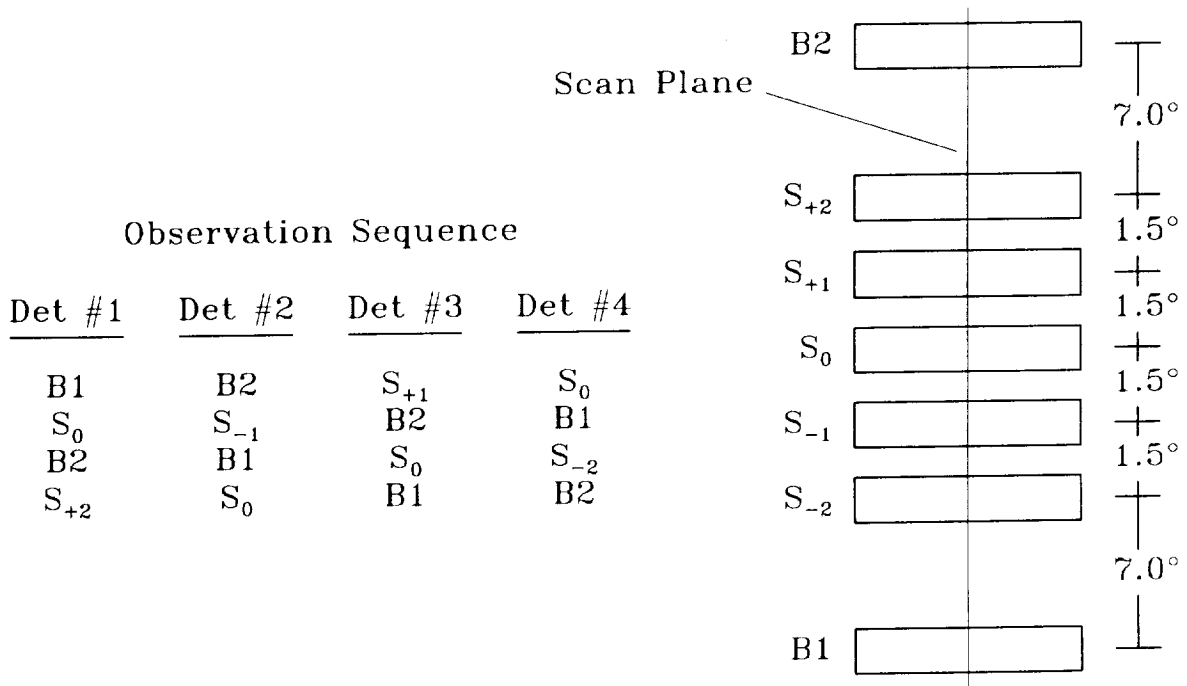 Observation Sequence
Det #1 Det #2 Det #3 Det #4
B1 B2 S₊₁ S₀
S₀ S₋₁ B2 B1
B2 B1 S₀ S₋₂
S₊₂ S₀ B1 B2
Scan Plane
B2
7.0°
S₊₂
1.5°
S₊₁
1.5°
S₀
1.5°
S₋₁
1.5°
S₋₂
7.0°
B1